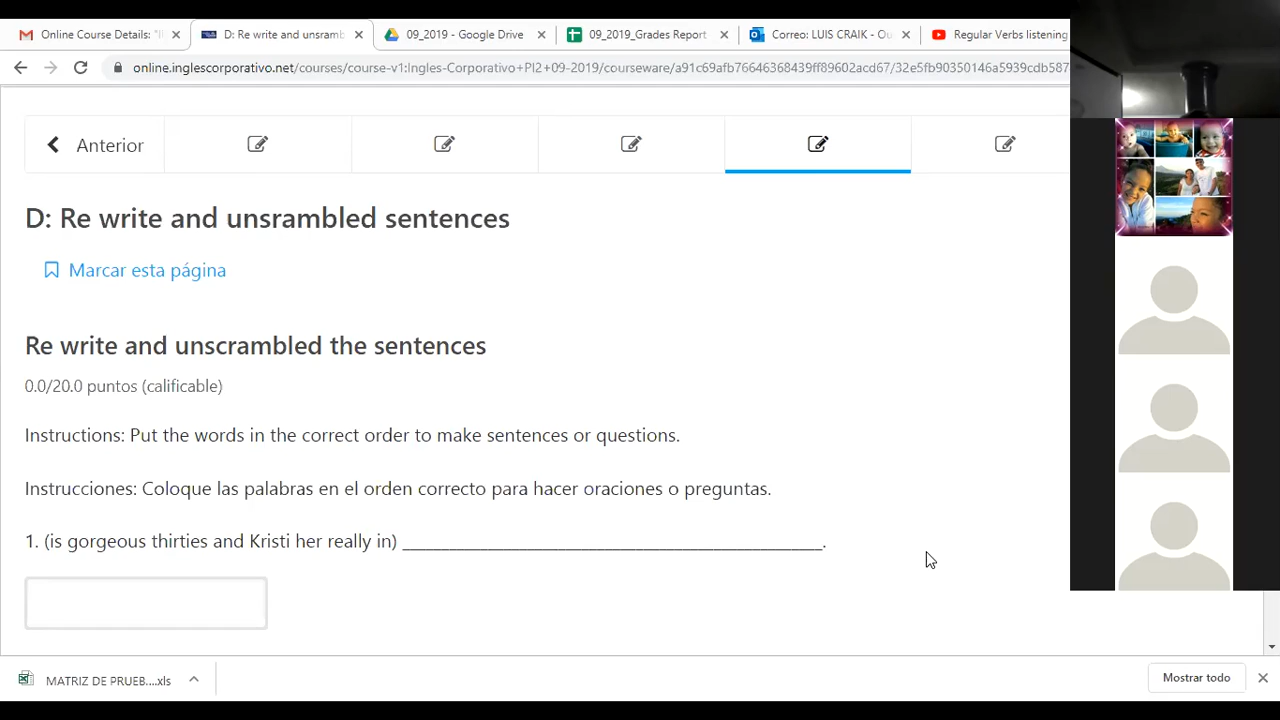 Online Course Details: "I
D: Re write and unsramb
09_2019 - Google Drive
09_2019_Grades Report
Correo: LUIS CRAIK - Ou
Regular Verbs listening
online.inglescorporativo.net/courses/course-v1:Ingles-Corporativo+PI2+09-2019/courseware/a91c69afb76646368439ff89602acd67/32e5fb90350146a5939cdb587
Anterior
D: Re write and unsrambled sentences
Marcar esta página
Re write and unscrambled the sentences
0.0/20.0 puntos (calificable)
Instructions: Put the words in the correct order to make sentences or questions.
Instrucciones: Coloque las palabras en el orden correcto para hacer oraciones o preguntas.
1. (is gorgeous thirties and Kristi her really in) ___________________________________________.
MATRIZ DE PRUEB....xls
Mostrar todo